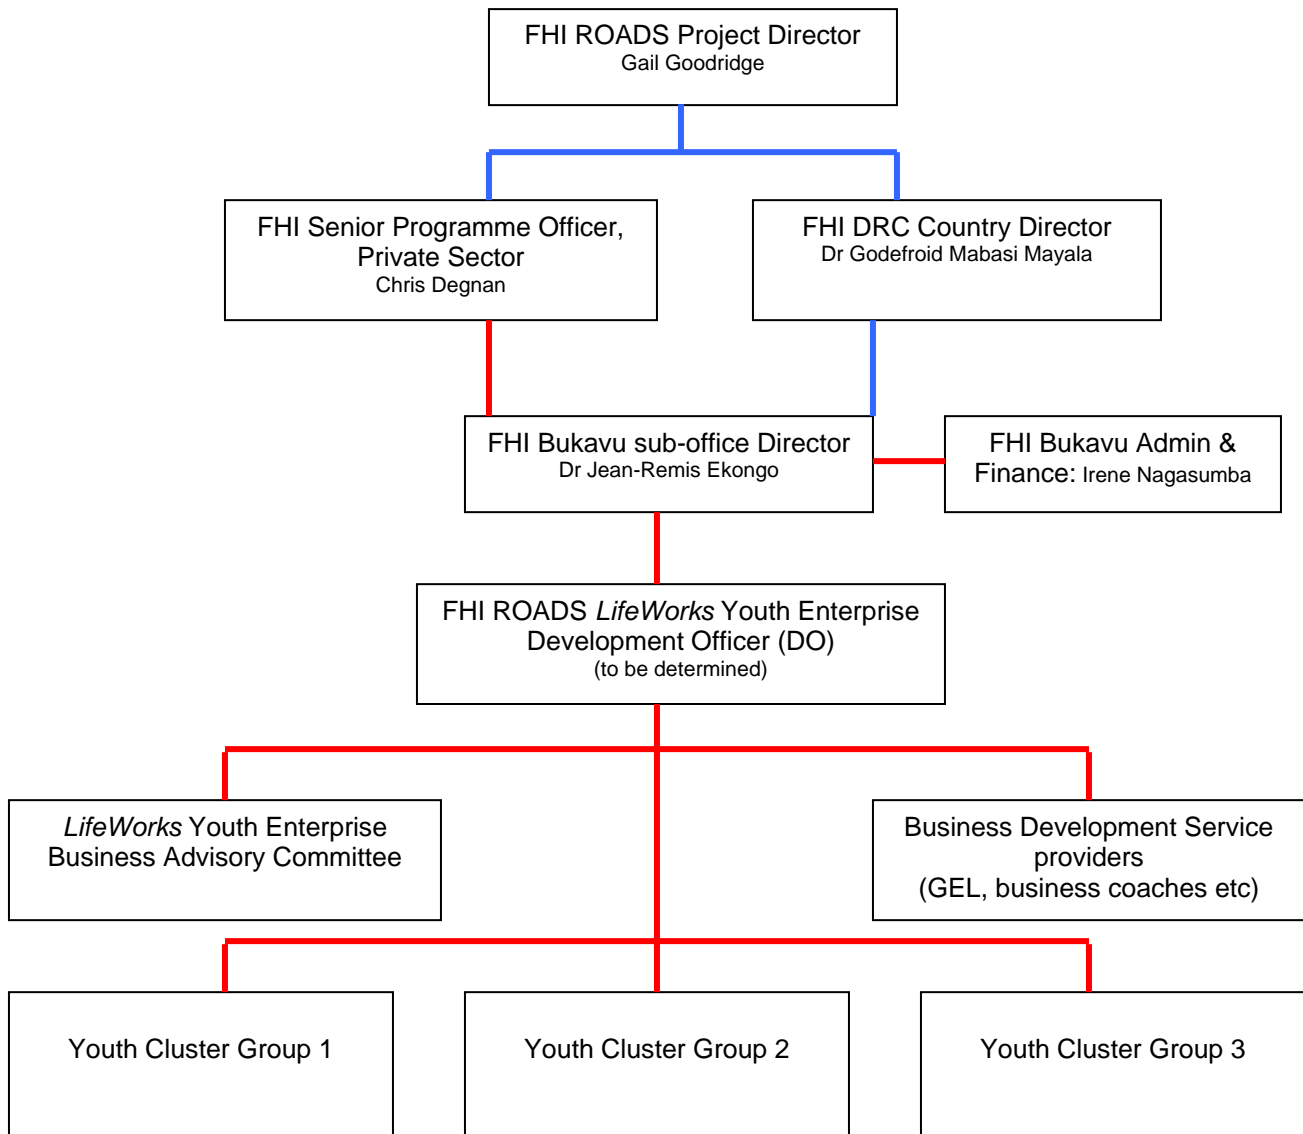 FHI ROADS Project Director
Gail Goodridge
FHI Senior Programme Officer,
Private Sector
Chris Degnan
FHI DRC Country Director
Dr Godefroid Mabasi Mayala
FHI Bukavu sub-office Director
Dr Jean-Remis Ekongo
FHI Bukavu Admin &
Finance: Irene Nagasumba
FHI ROADS LifeWorks Youth Enterprise
Development Officer (DO)
(to be determined)
LifeWorks Youth Enterprise
Business Advisory Committee
Business Development Service
providers
(GEL, business coaches etc)
Youth Cluster Group 1
Youth Cluster Group 2
Youth Cluster Group 3